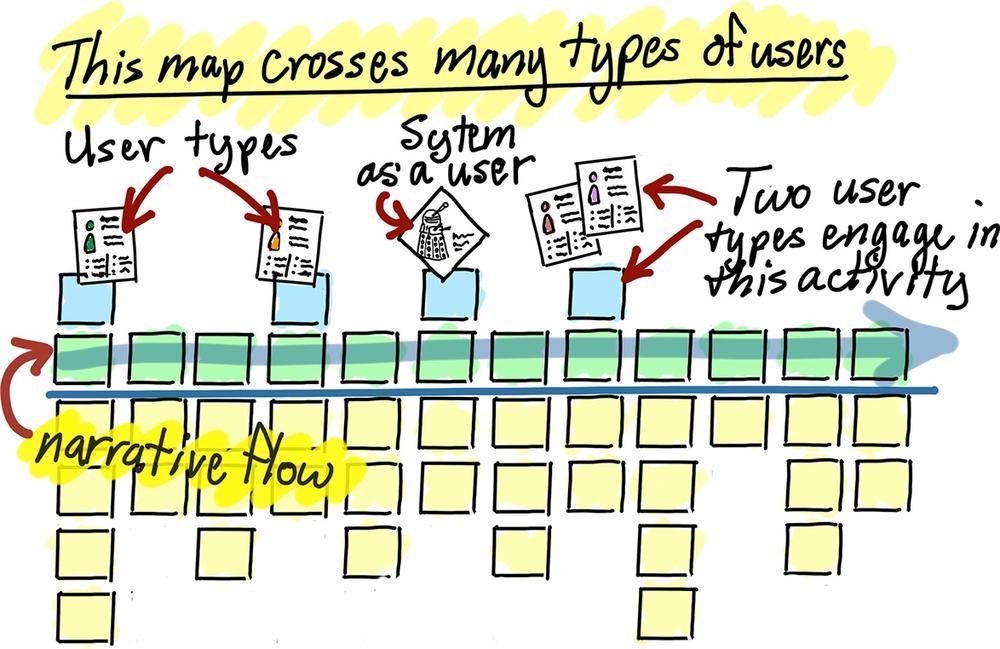 This map crosses many types of users
User types
Sytem
as a user
Two user
types engage in
this activity
narrative flow